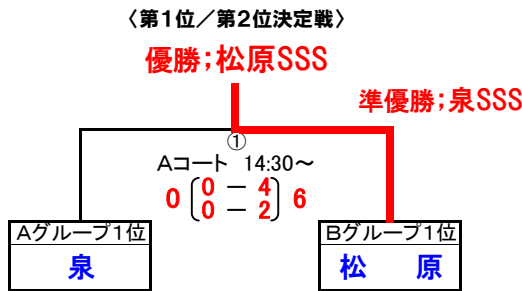 〈第1位／第2位決定戦〉
優勝;松原SSS
準優勝;泉SSS
①
Aコート 14:30～
0 0 － 4 6
0 － 2
Aグループ1位
泉
Bグループ1位
松 原